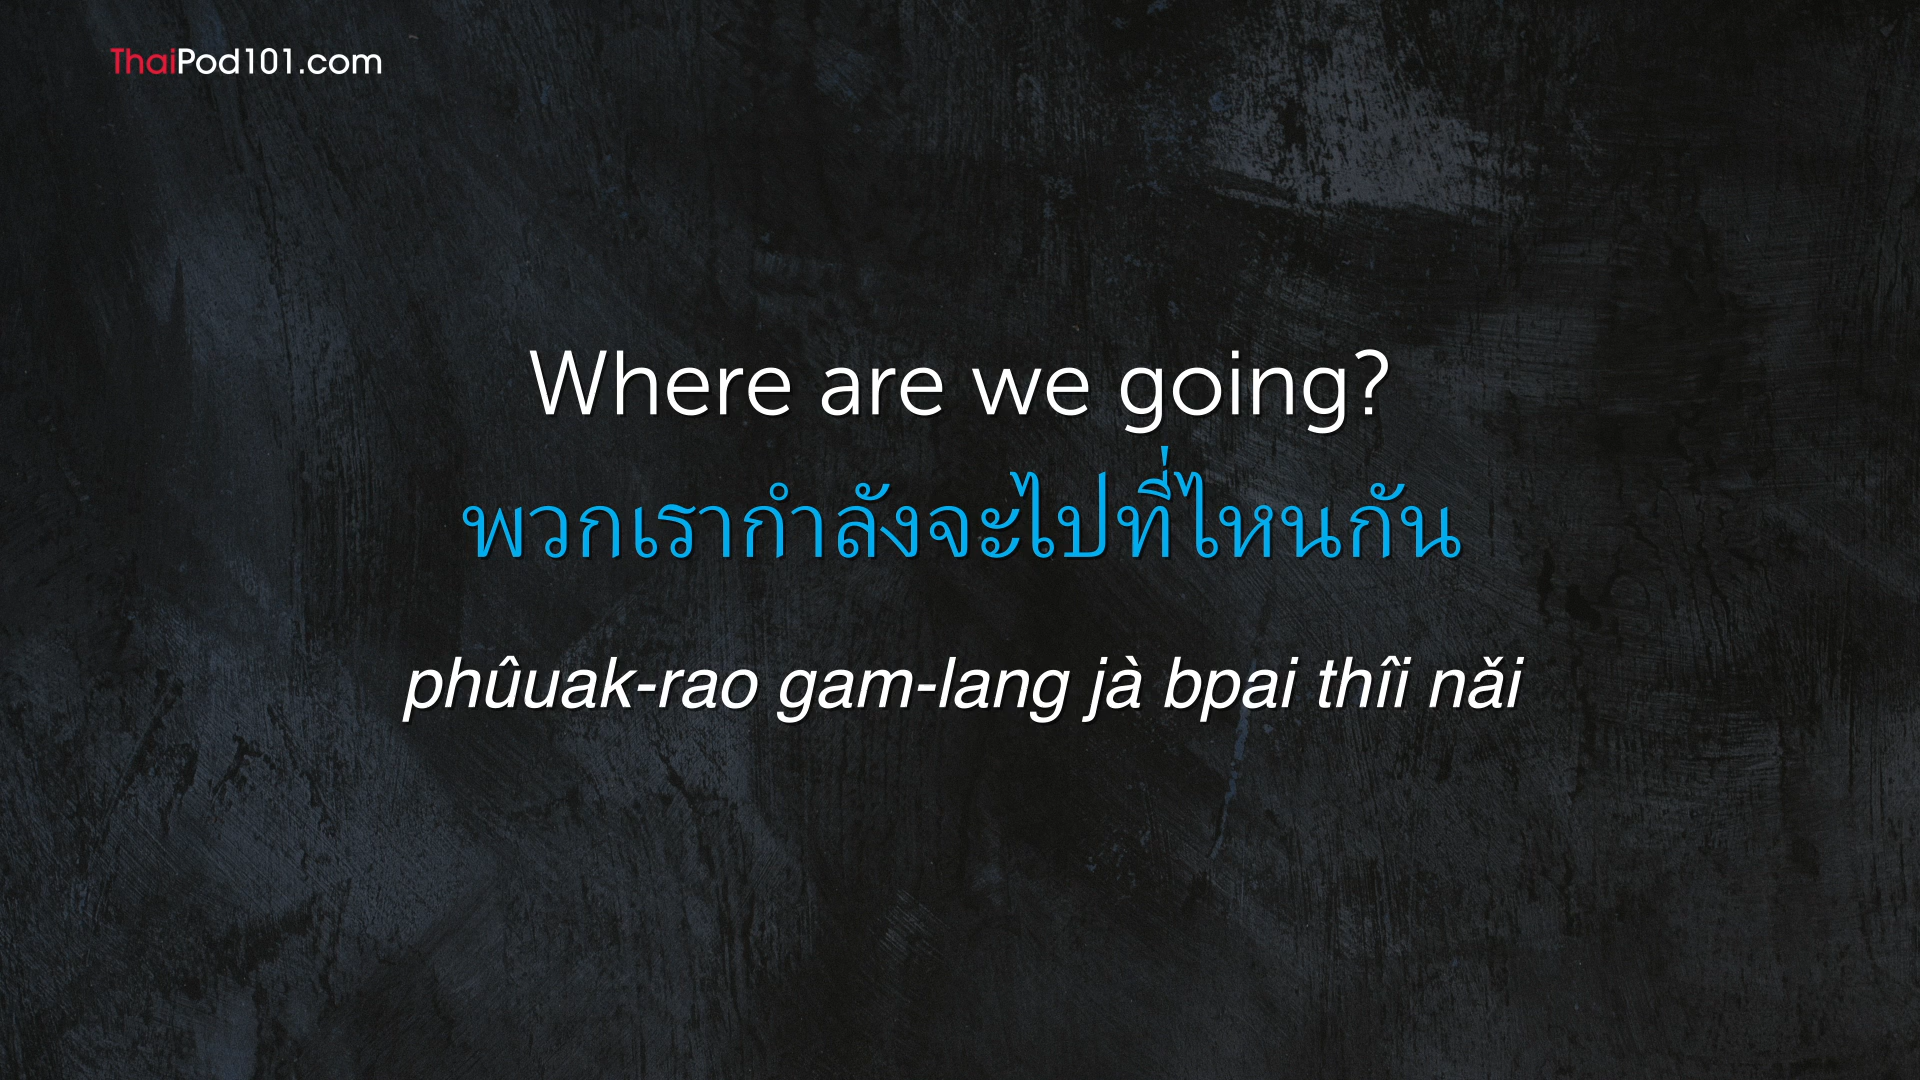 ThaiPod101.com
Where are we going?
พวกเรากำลังจะไปที่ไหนกัน
phûuak-rao gam-lang jà bpai thîi nǎi